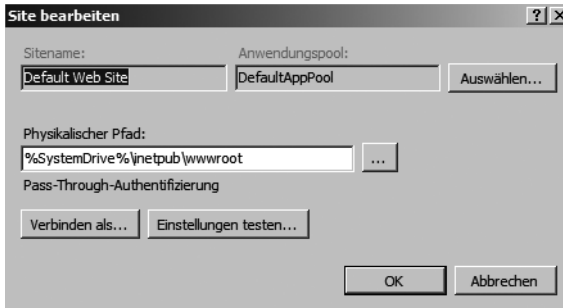 Site bearbeiten
Sitename: Anwendungspool:
Default Web Site DefaultAppPool Auswählen...
Physikalischer Pfad:
%SystemDrive%\inetpub\wwwroot ...
Pass-Through-Authentifizierung
Verbinden als... Einstellungen testen...
OK Abbrechen